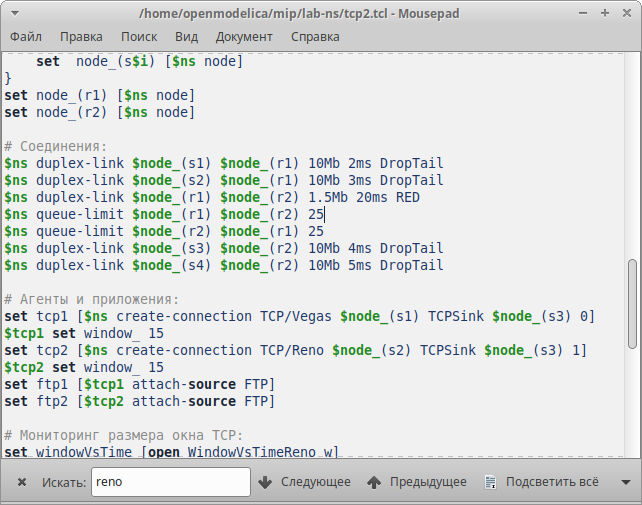 /home/openmodelica/mip/lab-ns/tcp2.tcl - Mousepad
Файл Правка Поиск Вид Документ Справка
    set  node_(s$i) [$ns node]
}
set node_(r1) [$ns node]
set node_(r2) [$ns node]

# Соединения:
$ns duplex-link $node_(s1) $node_(r1) 10Mb 2ms DropTail
$ns duplex-link $node_(s2) $node_(r1) 10Mb 3ms DropTail
$ns duplex-link $node_(r1) $node_(r2) 1.5Mb 20ms RED
$ns queue-limit $node_(r1) $node_(r2) 25
$ns queue-limit $node_(r2) $node_(r1) 25
$ns duplex-link $node_(s3) $node_(r2) 10Mb 4ms DropTail
$ns duplex-link $node_(s4) $node_(r2) 10Mb 5ms DropTail

# Агенты и приложения:
set tcp1 [$ns create-connection TCP/Vegas $node_(s1) TCPSink $node_(s3) 0]
$tcp1 set window_ 15
set tcp2 [$ns create-connection TCP/Reno $node_(s2) TCPSink $node_(s3) 1]
$tcp2 set window_ 15
set ftp1 [$tcp1 attach-source FTP]
set ftp2 [$tcp2 attach-source FTP]

# Мониторинг размера окна TCP:
set windowVsTime [open WindowVsTimeReno w]
Искать: reno Следующее Предыдущее Подсветить всё